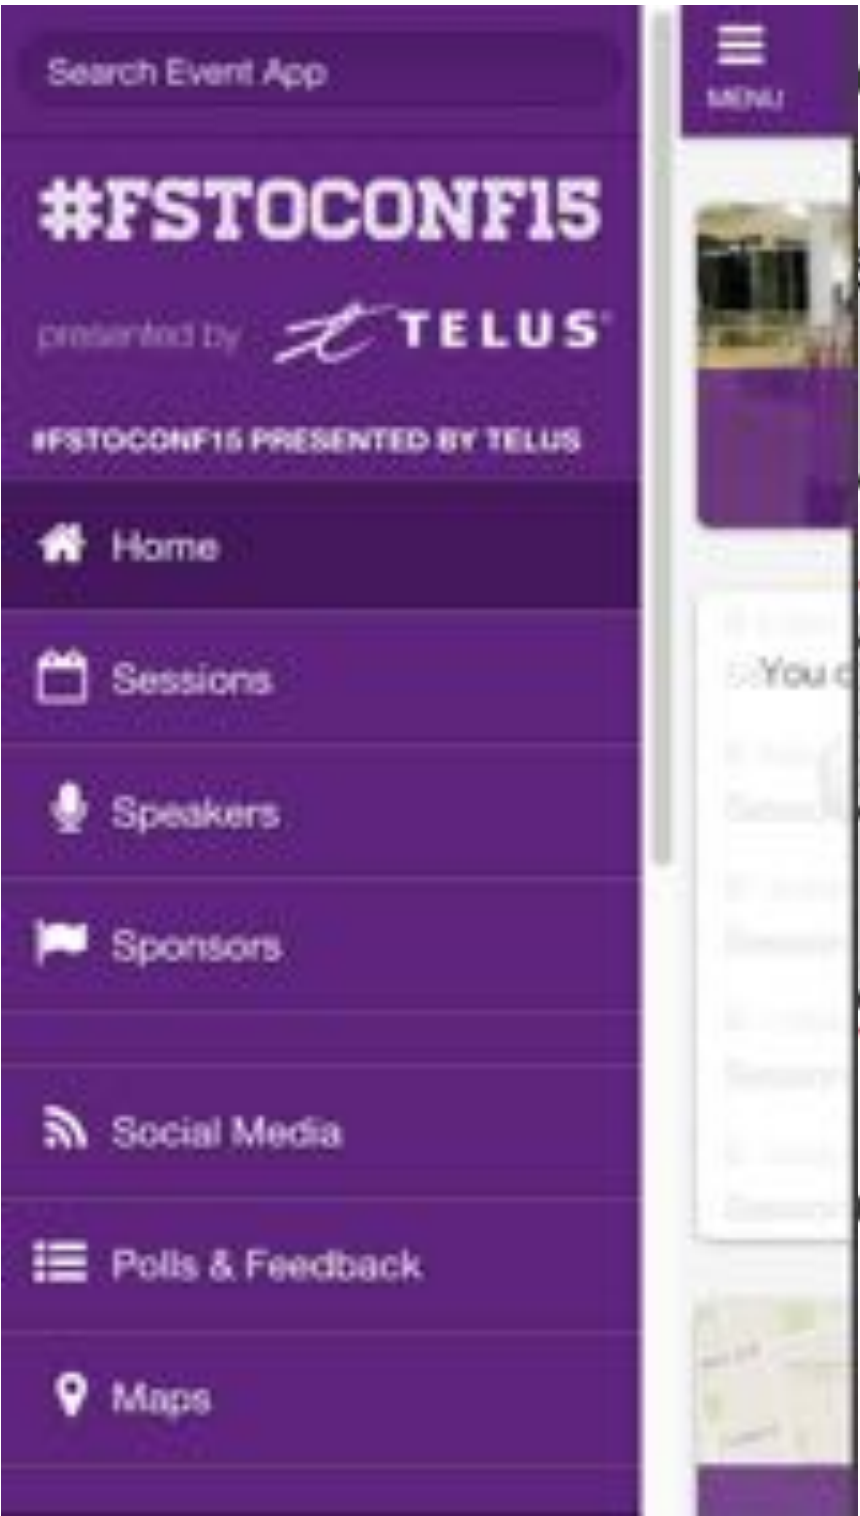 Search Event App
MENU
#FSTOCONF15
presented by TELUS
#FSTOCONF15 PRESENTED BY TELUS
Home
Sessions
Speakers
Sponsors
Social Media
Polls & Feedback
Maps
You